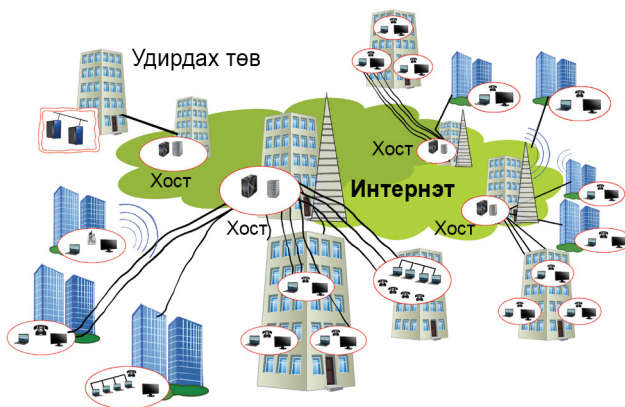 Удирдах төв
Хост
Хост
Интернэт
Хост
Хост